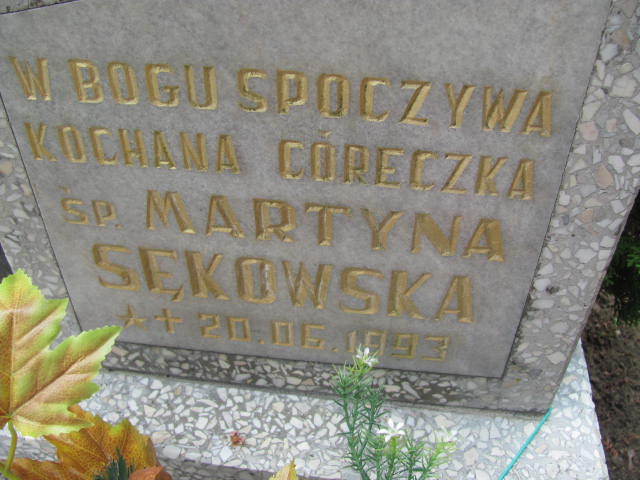 W BOGU SPOCZYWA
KOCHANA CÓRECZKA
ŚP. MARTYNA
SĘKOWSKA
* + 20.06.1993